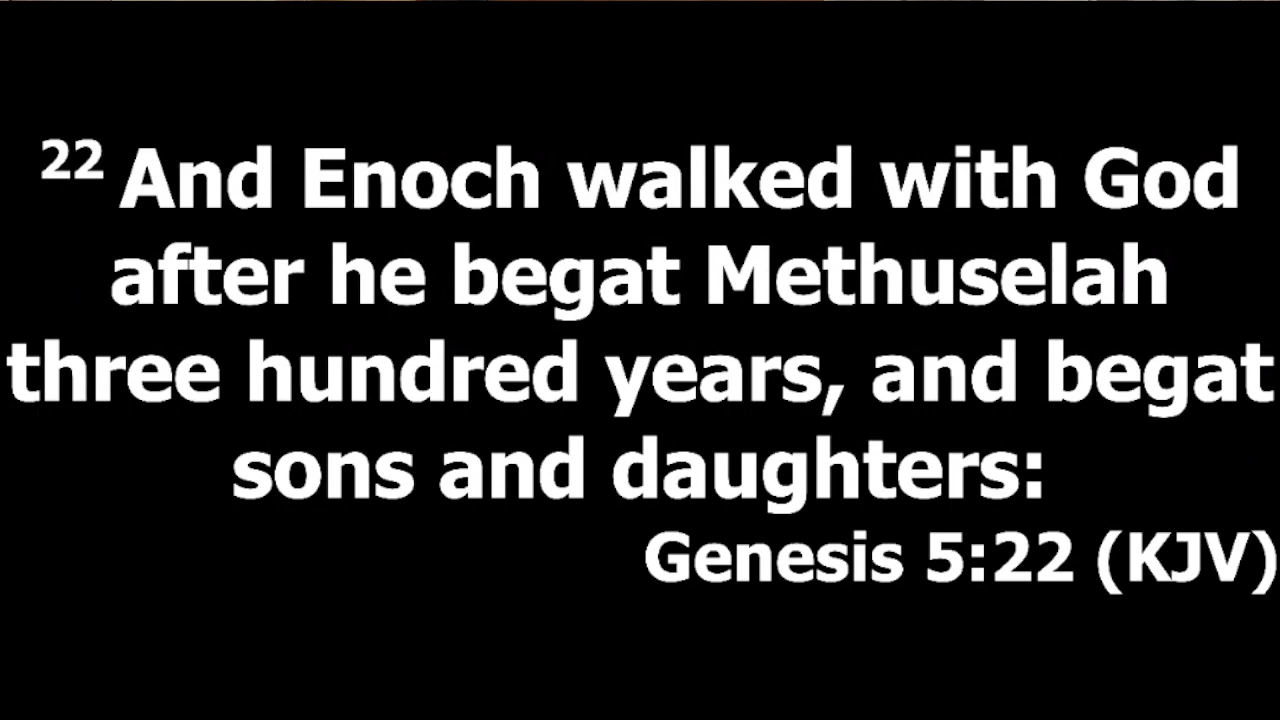 22 And Enoch walked with God
after he begat Methuselah
three hundred years, and begat
sons and daughters:
Genesis 5:22 (KJV)